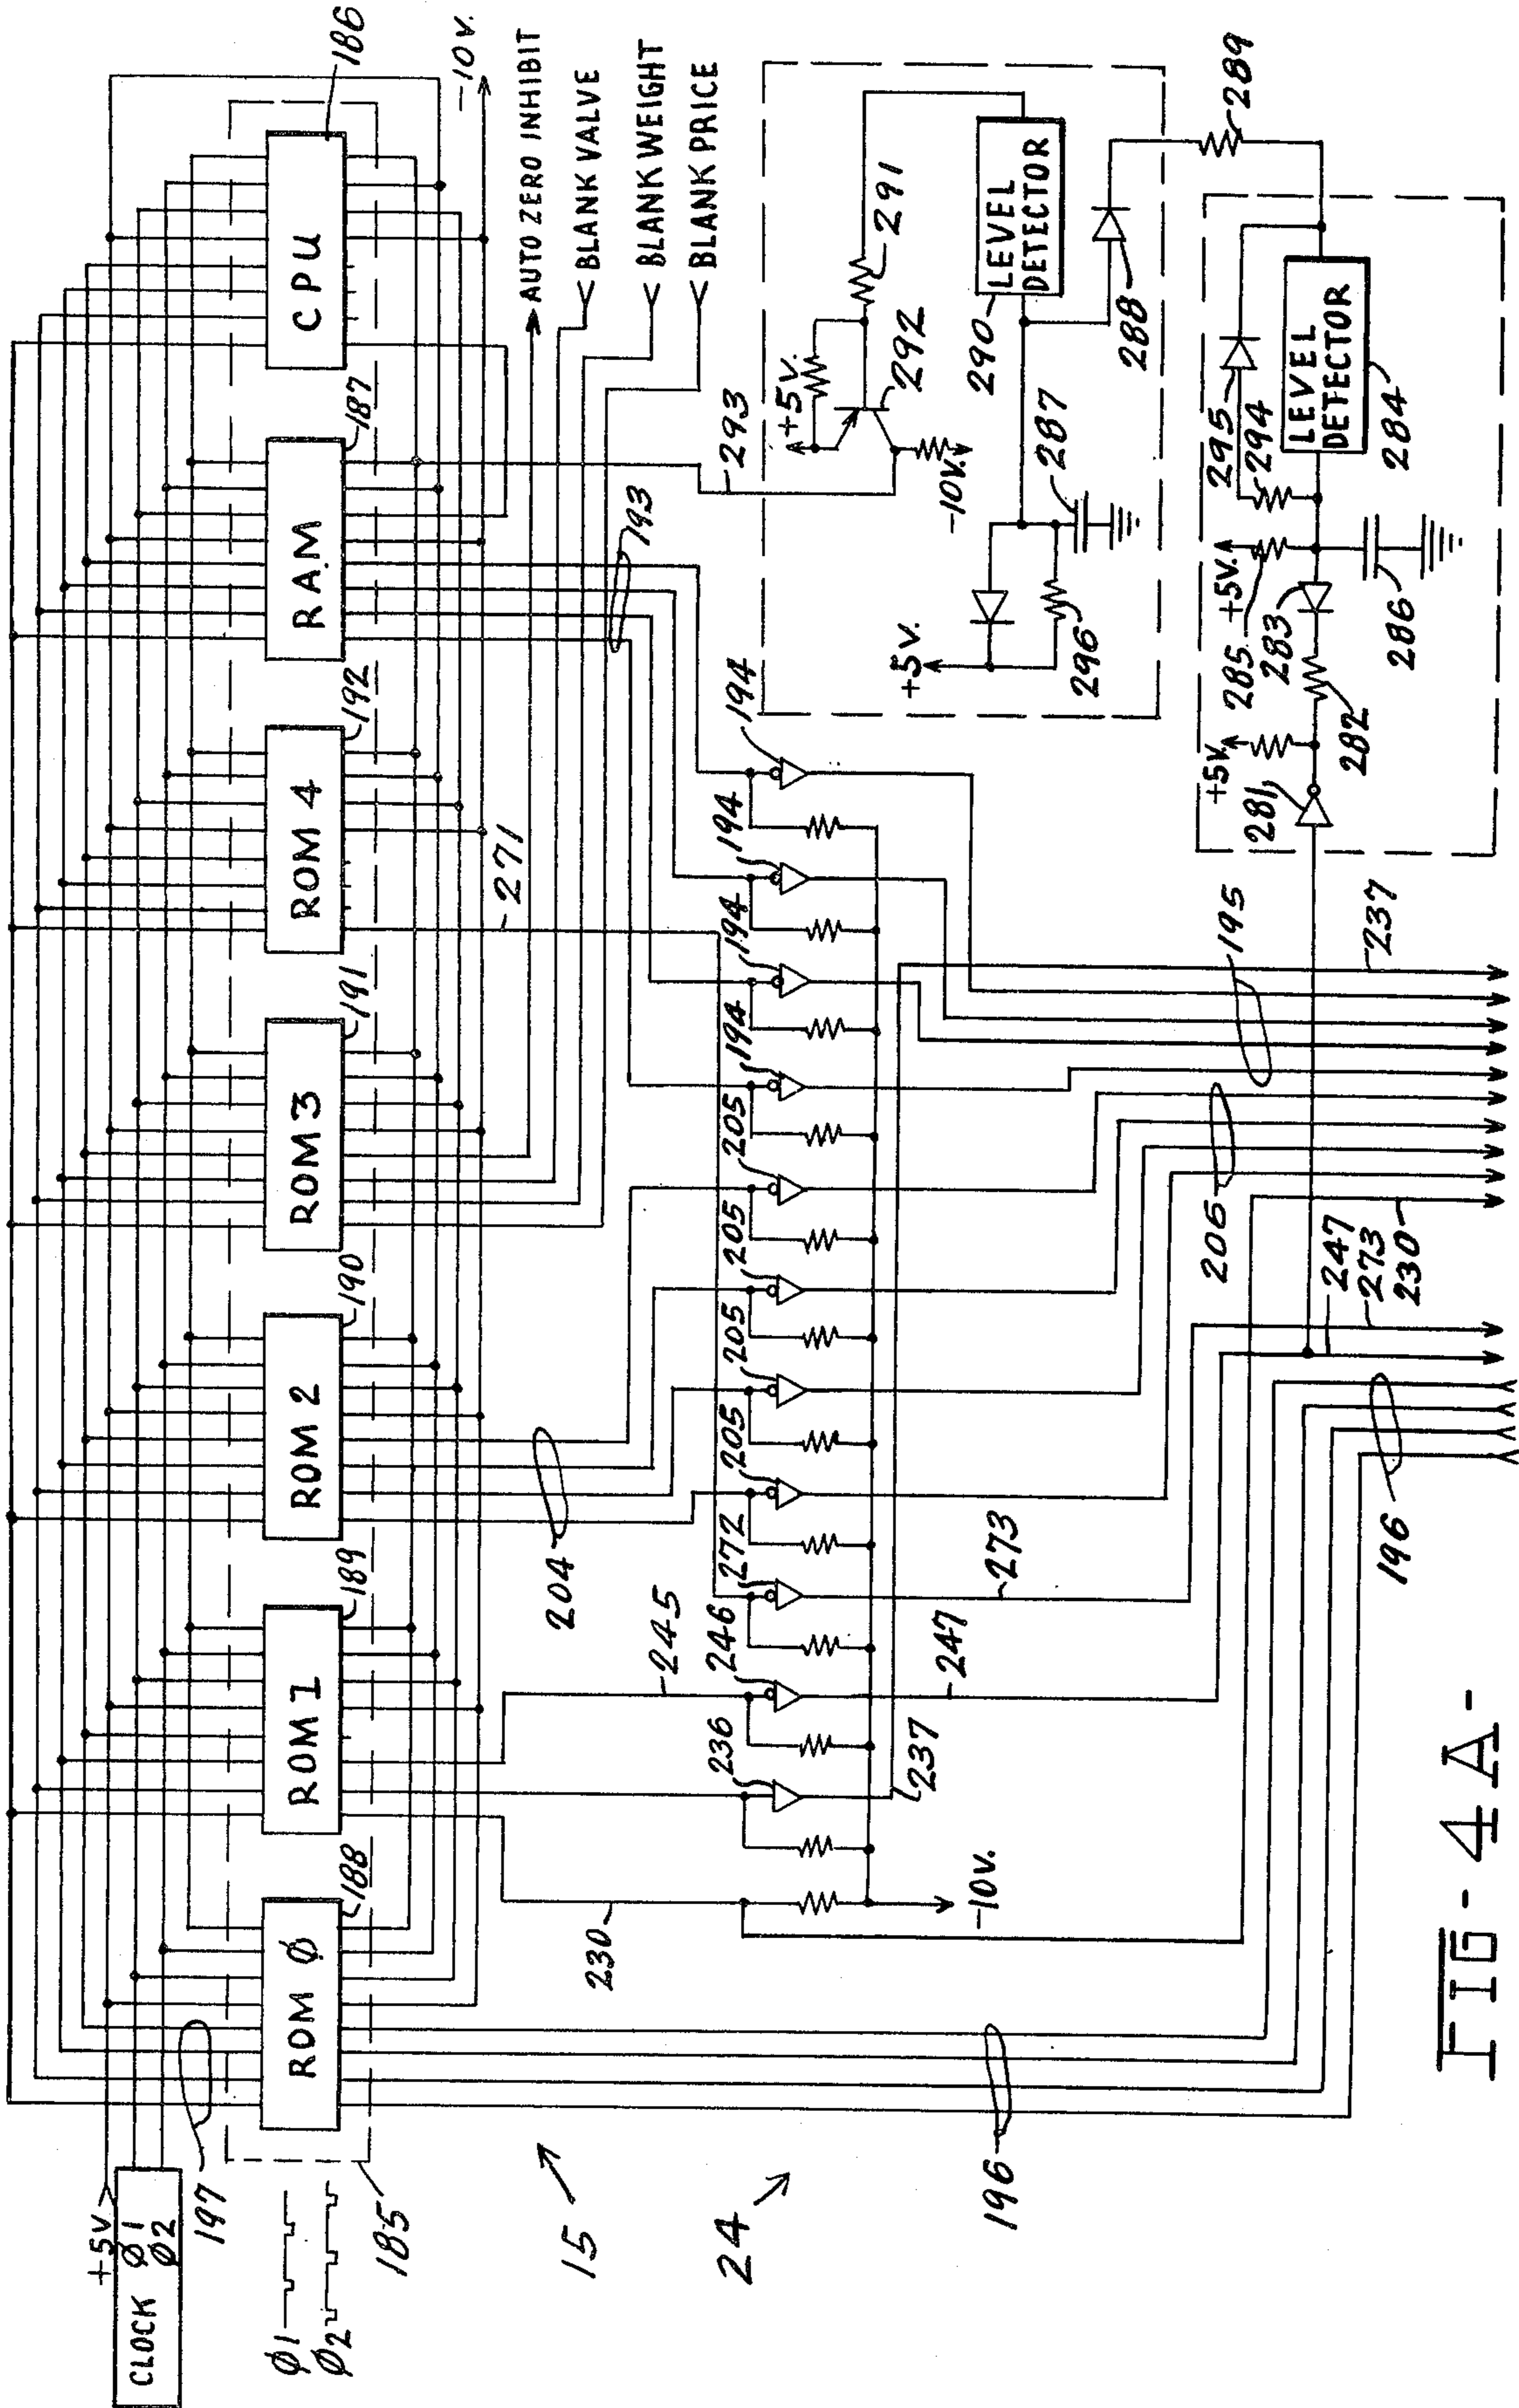 +5V
CLOCK Ø1
Ø2
Ø1
Ø2
197
185
ROM Ø
188
ROM 1
189
ROM 2
190
ROM 3
191
ROM 4
192
RAM
187
CPU
186
-10V.
AUTO ZERO INHIBIT
BLANK VALVE
BLANK WEIGHT
BLANK PRICE
15
24
204
271
193
293
245
230
236
246
272
205
205
205
205
194
194
194
194
-10V.
237
247
273
+5V.
291
292
-10V.
LEVEL
DETECTOR
290
287
288
289
+5V.
296
196
206
195
237
247
273
230
196
+5V.
281
282
283
285
+5V.
286
294
295
LEVEL
DETECTOR
284
FIG-4A-